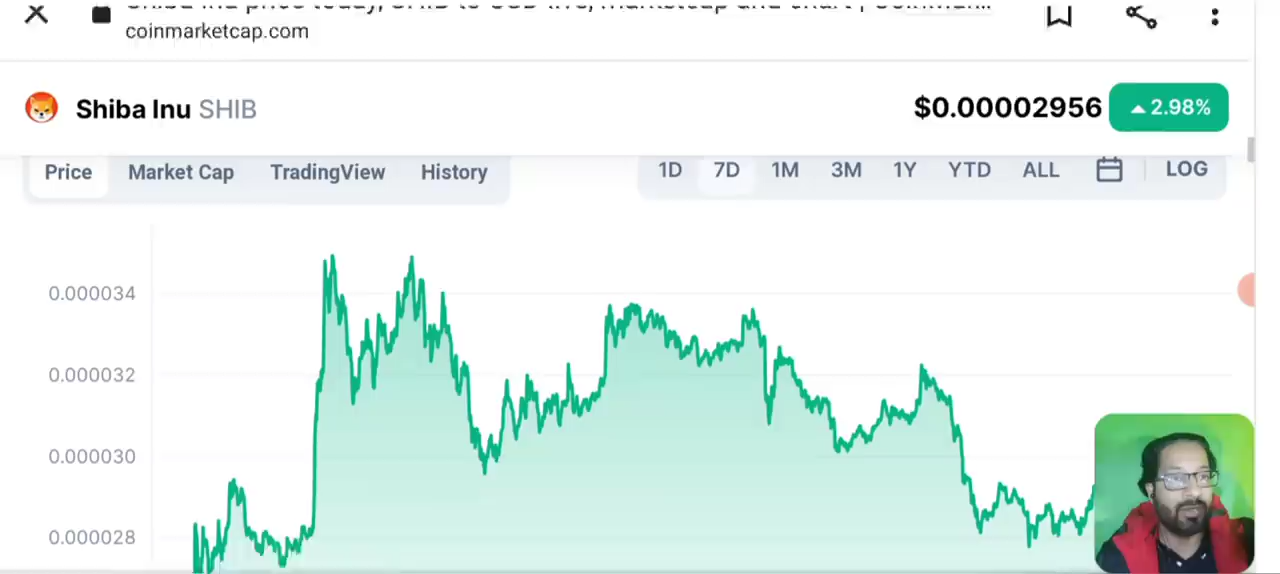 coinmarketcap.com
Shiba Inu SHIB
$0.00002956 2.98%
Price Market Cap TradingView History
1D 7D 1M 3M 1Y YTD ALL LOG
0.000034
0.000032
0.000030
0.000028